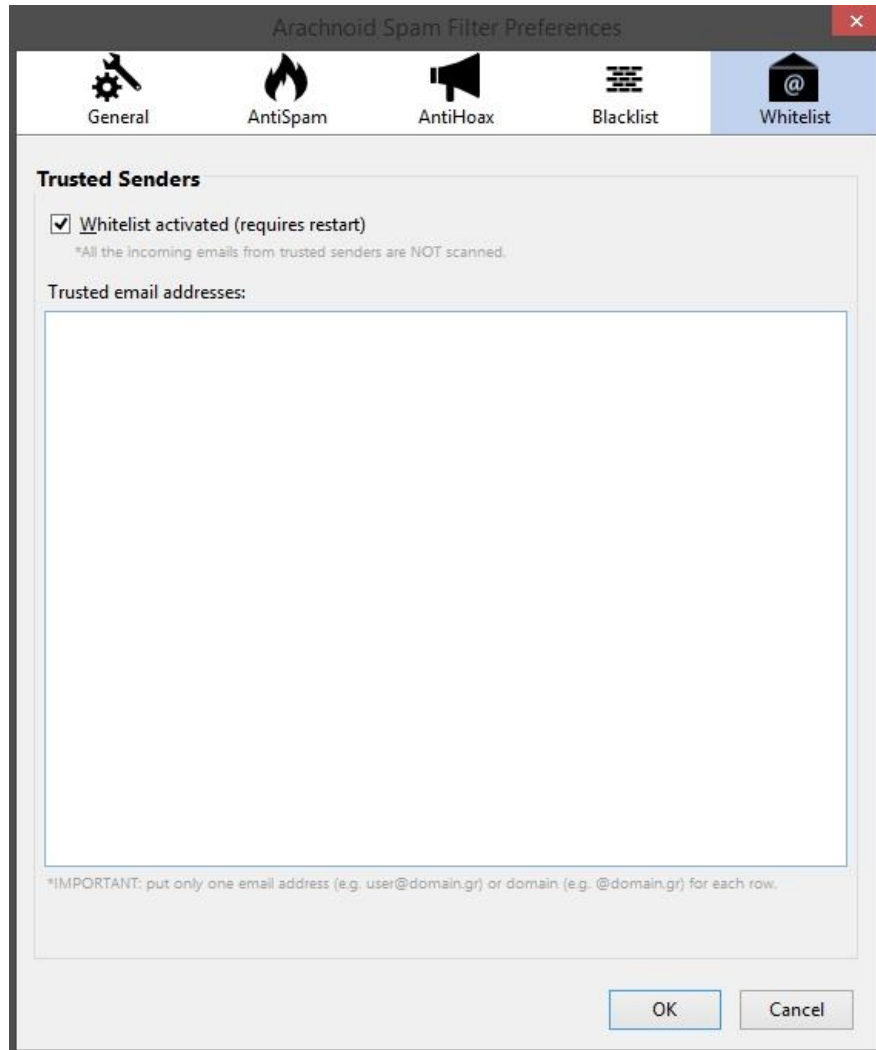 Arachnoid Spam Filter Preferences
General AntiSpam AntiHoax Blacklist Whitelist
Trusted Senders
Whitelist activated (requires restart)
*All the incoming emails from trusted senders are NOT scanned.
Trusted email addresses:
*IMPORTANT: put only one email address (e.g. user@domain.gr) or domain (e.g. @domain.gr) for each row.
OK Cancel